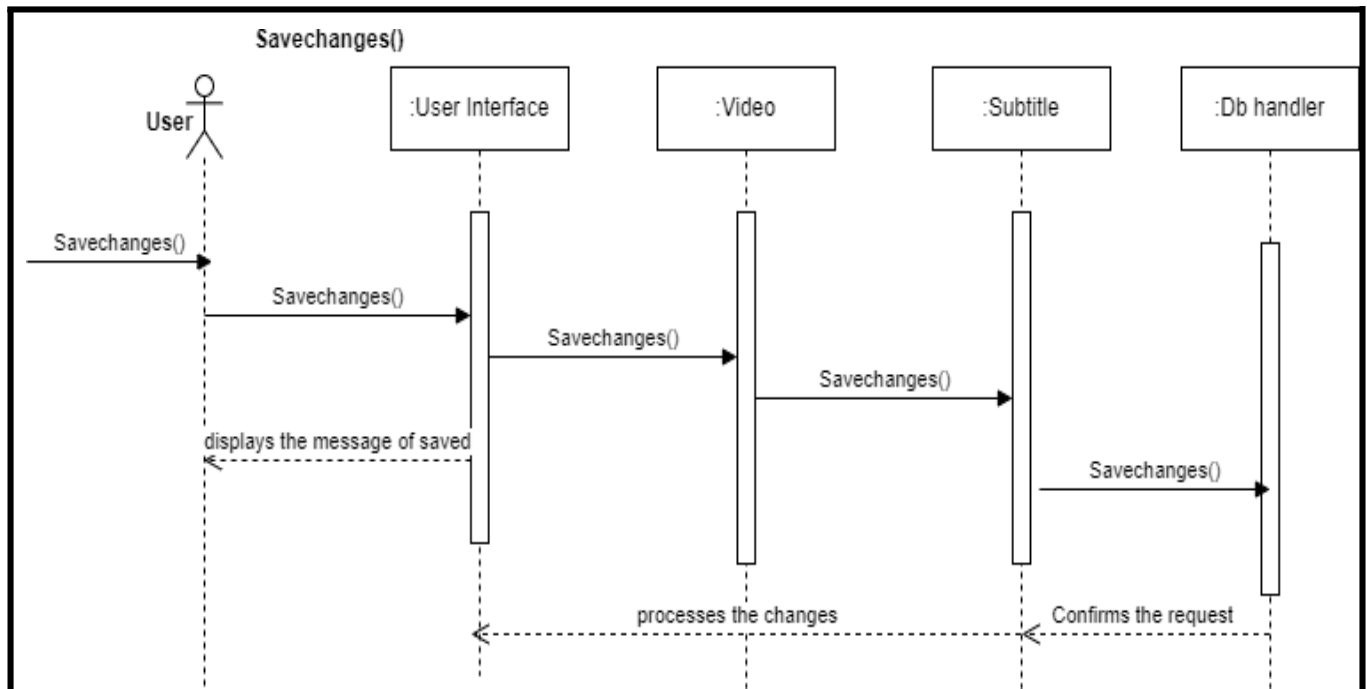 Savechanges()
User
:User Interface
:Video
:Subtitle
:Db handler
Savechanges()
Savechanges()
Savechanges()
Savechanges()
displays the message of saved
Savechanges()
processes the changes
Confirms the request